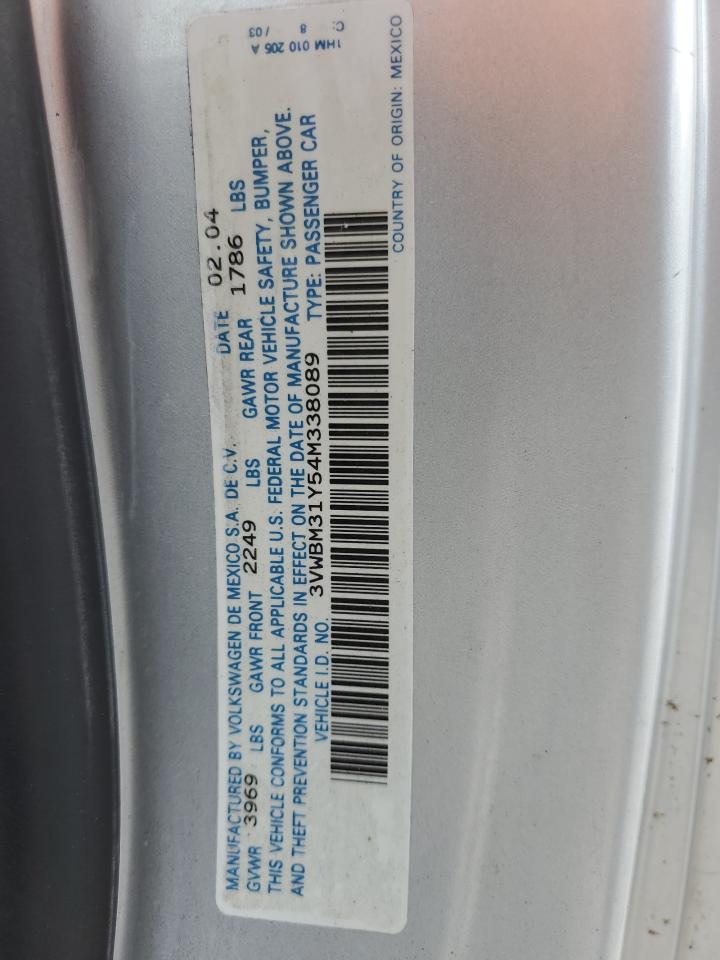 1HM 010 205 A
C 8 /03
MANUFACTURED BY VOLKSWAGEN DE MEXICO S.A. DE C.V. DATE 02.04
GVWR 3969 LBS GAWR FRONT 2249 LBS GAWR REAR 1786 LBS
THIS VEHICLE CONFORMS TO ALL APPLICABLE U.S. FEDERAL MOTOR VEHICLE SAFETY, BUMPER,
AND THEFT PREVENTION STANDARDS IN EFFECT ON THE DATE OF MANUFACTURE SHOWN ABOVE.
VEHICLE I.D. NO. 3VWBM31Y54M338089 TYPE: PASSENGER CAR
COUNTRY OF ORIGIN: MEXICO